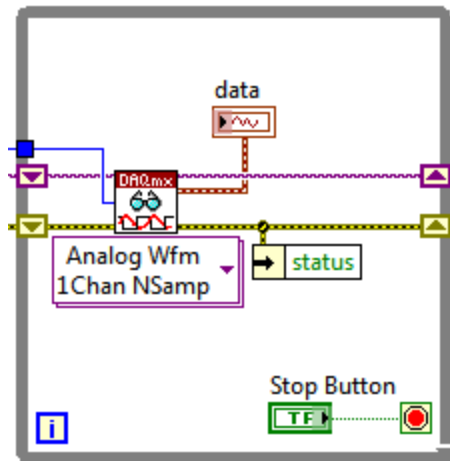 data
DAQmx
Analog Wfm
1Chan NSamp
status
Stop Button
TF
i